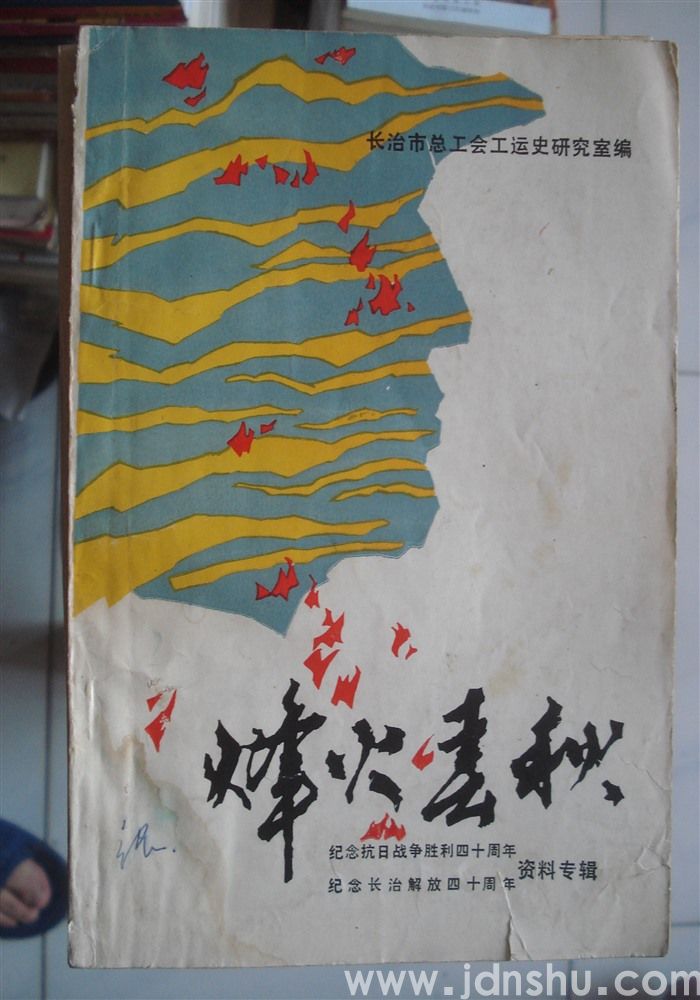 长治市总工会工运史研究室编
烽火春秋
纪念抗日战争胜利四十周年
纪念长治解放四十周年
资料专辑
www.jdnshu.com